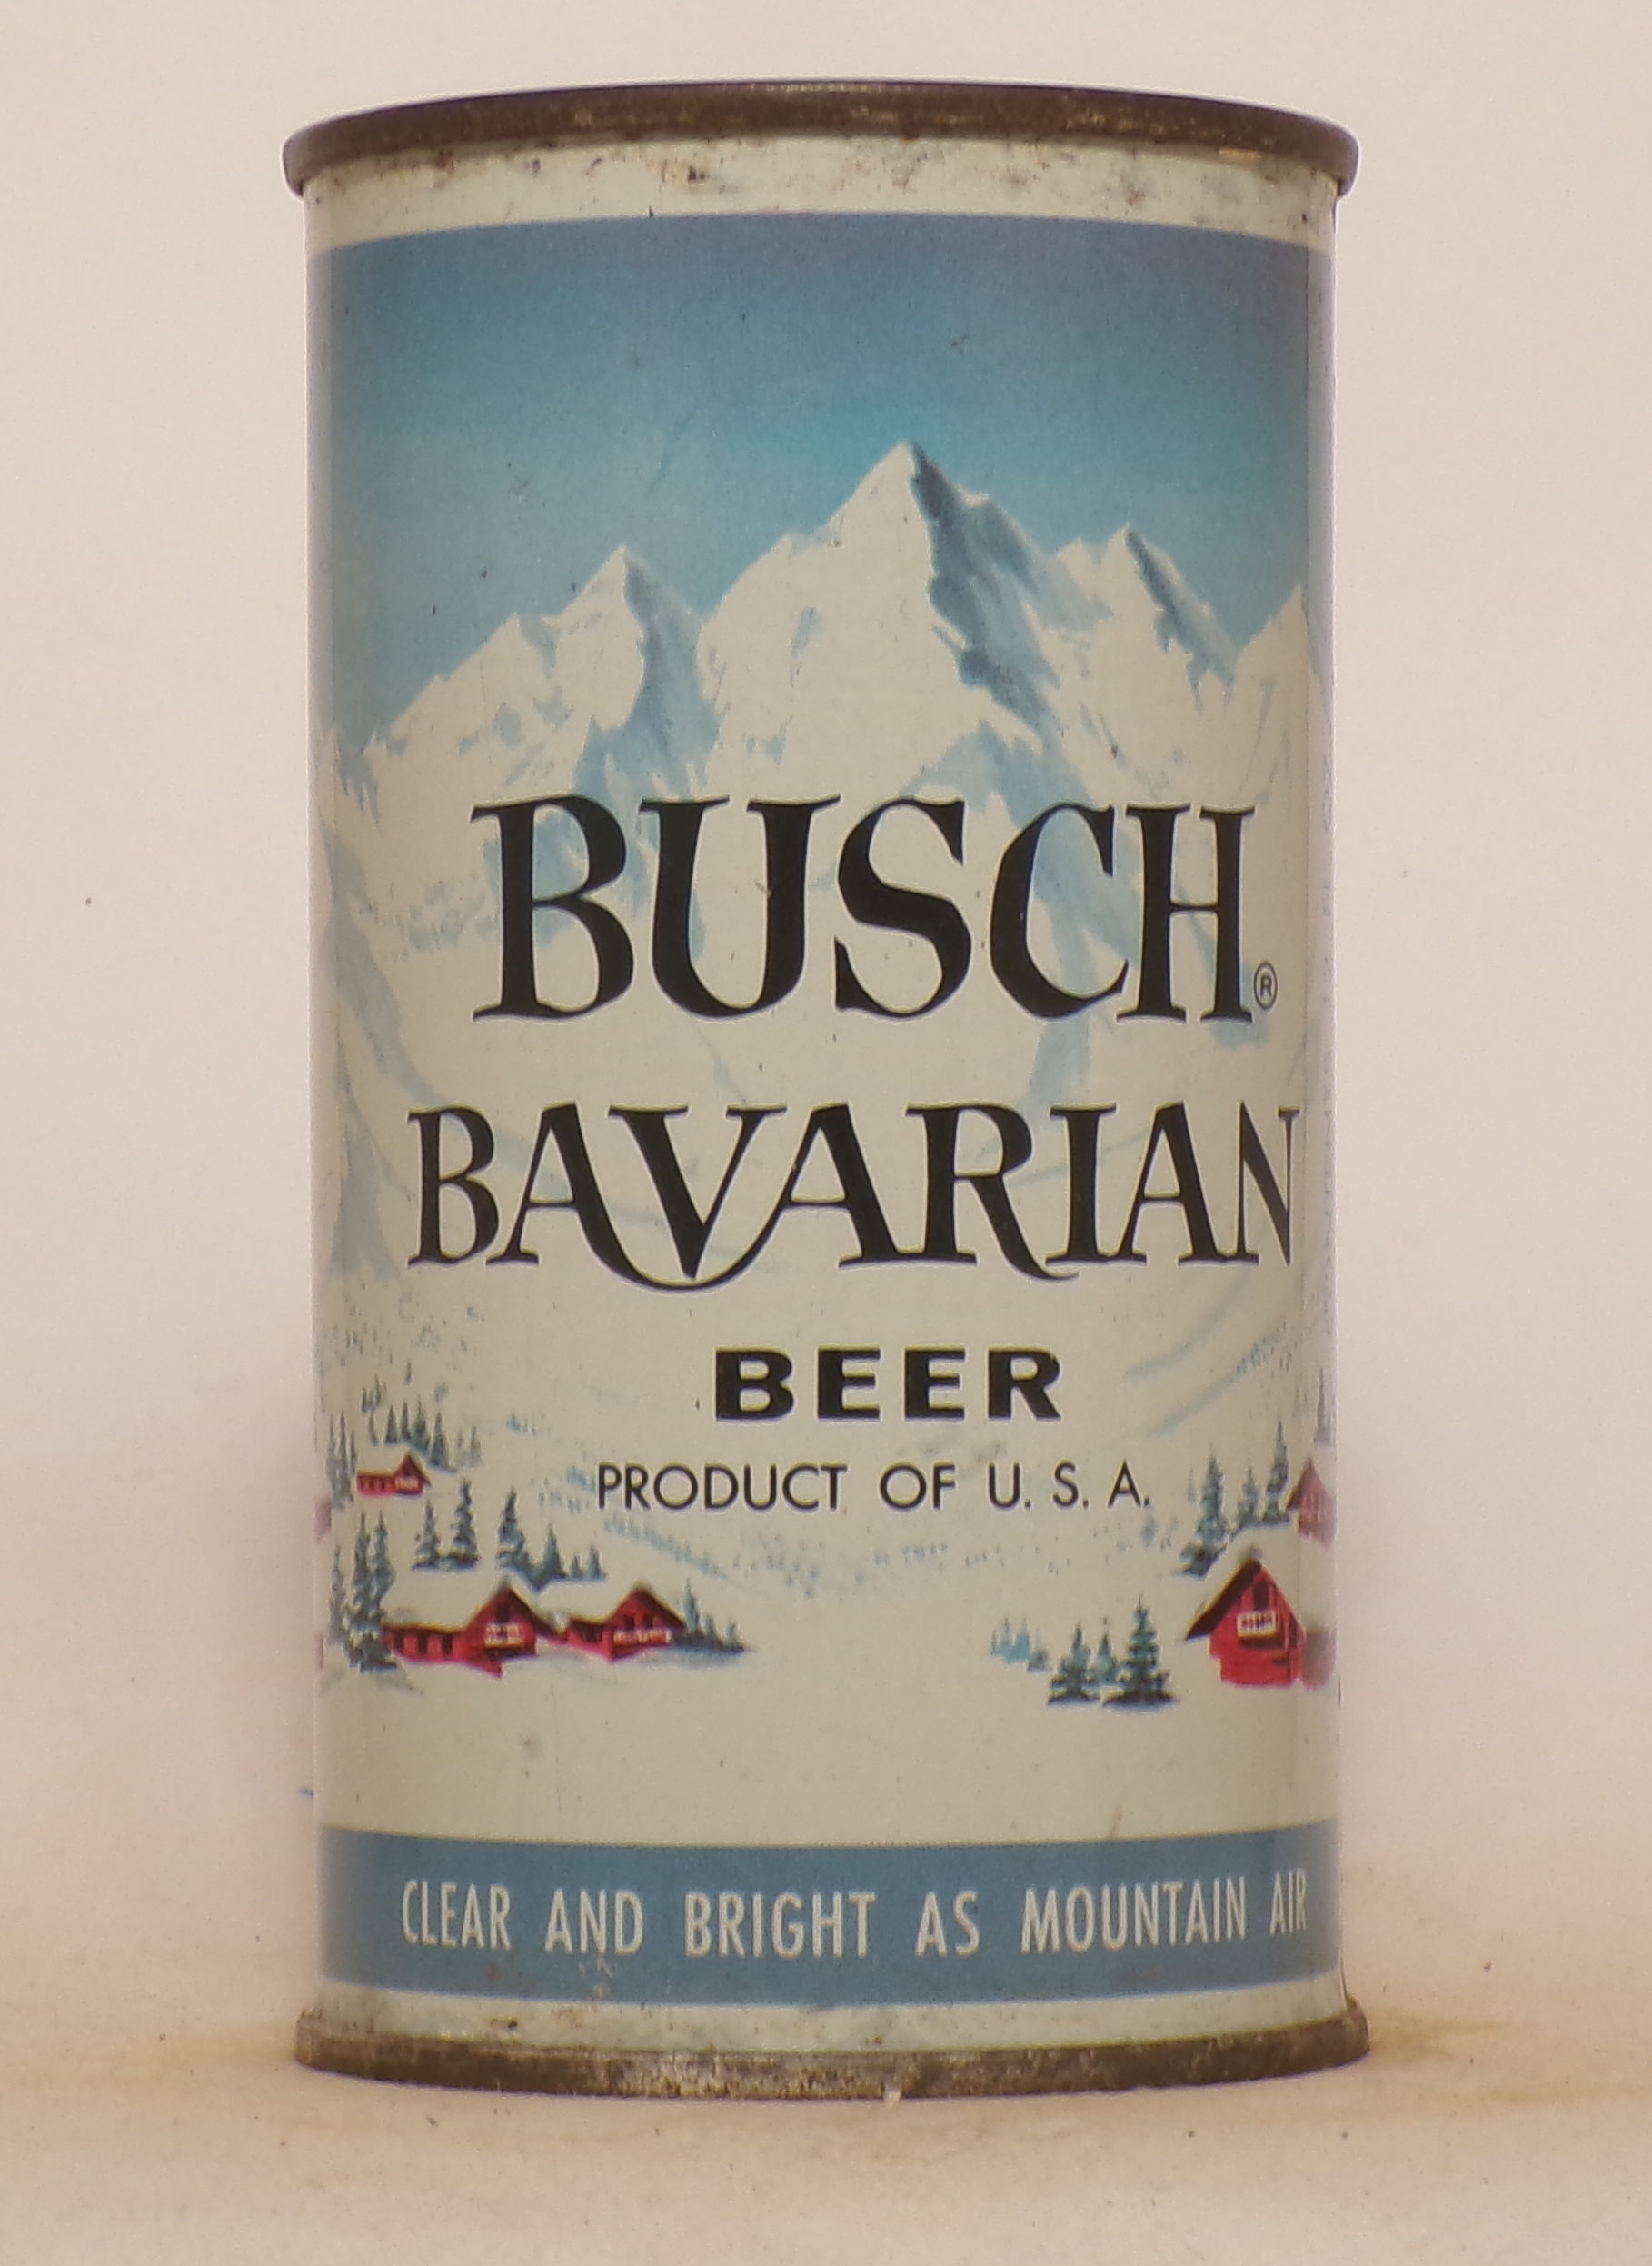 BUSCH®
BAVARIAN
BEER
PRODUCT OF U.S.A.
CLEAR AND BRIGHT AS MOUNTAIN AIR